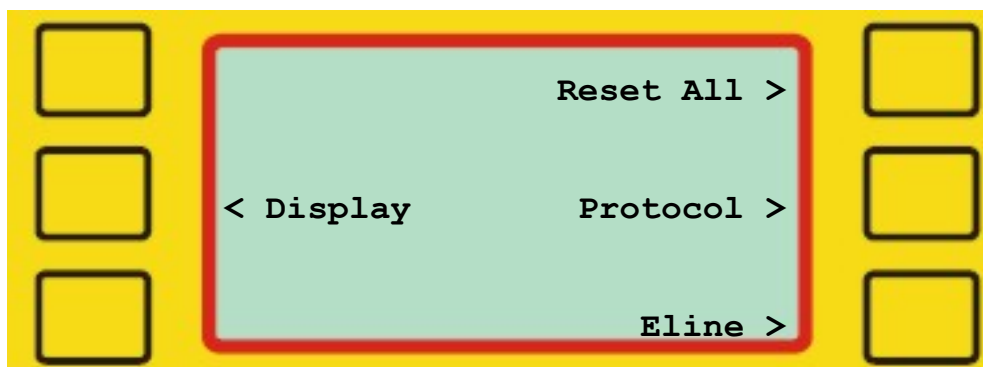 Reset All >
< Display Protocol >
Eline >